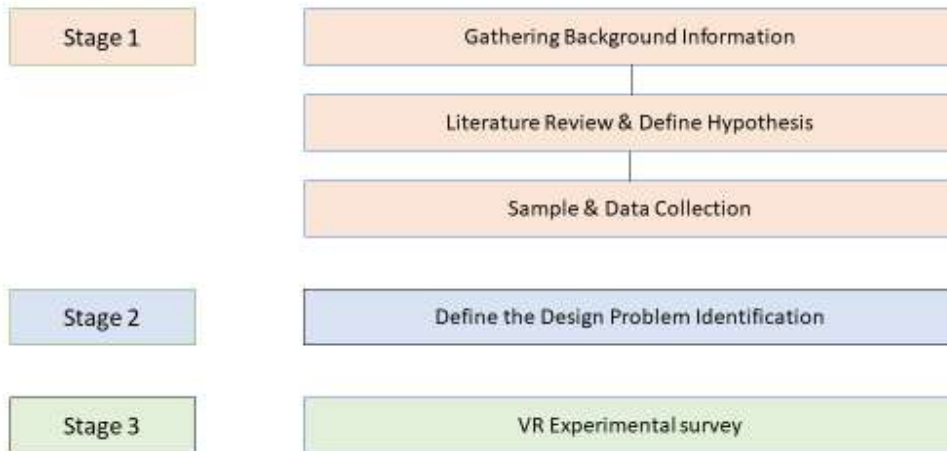 Stage 1
Gathering Background Information
Literature Review & Define Hypothesis
Sample & Data Collection
Stage 2
Define the Design Problem Identification
Stage 3
VR Experimental survey